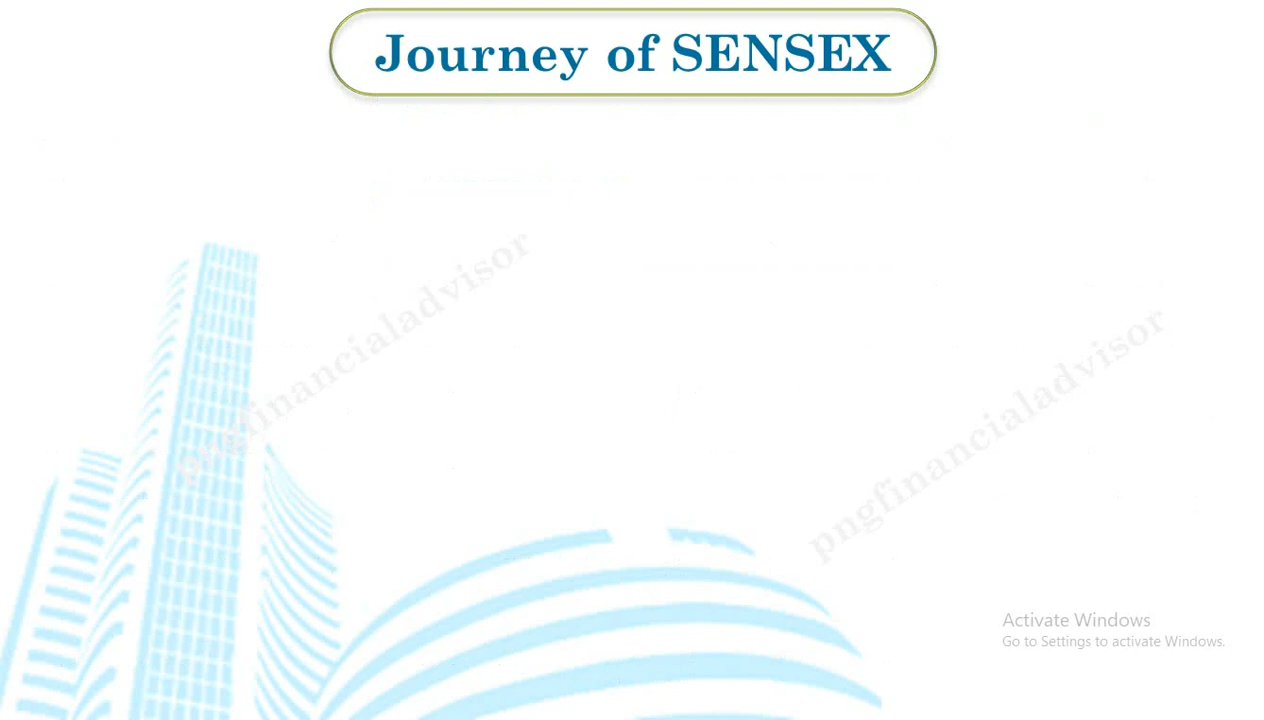 Journey of SENSEX
pngfinancialadvisor
pngfinancialadvisor
Activate Windows
Go to Settings to activate Windows.